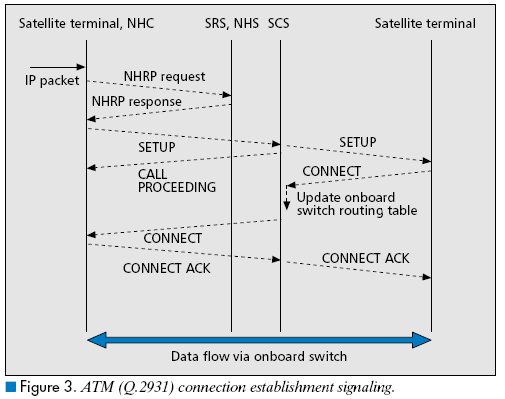 Satellite terminal, NHC
SRS, NHS
SCS
Satellite terminal
IP packet
NHRP request
NHRP response
SETUP
SETUP
CALL
PROCEEDING
CONNECT
Update onboard
switch routing table
CONNECT
CONNECT ACK
CONNECT ACK
Data flow via onboard switch
Figure 3. ATM (Q.2931) connection establishment signaling.